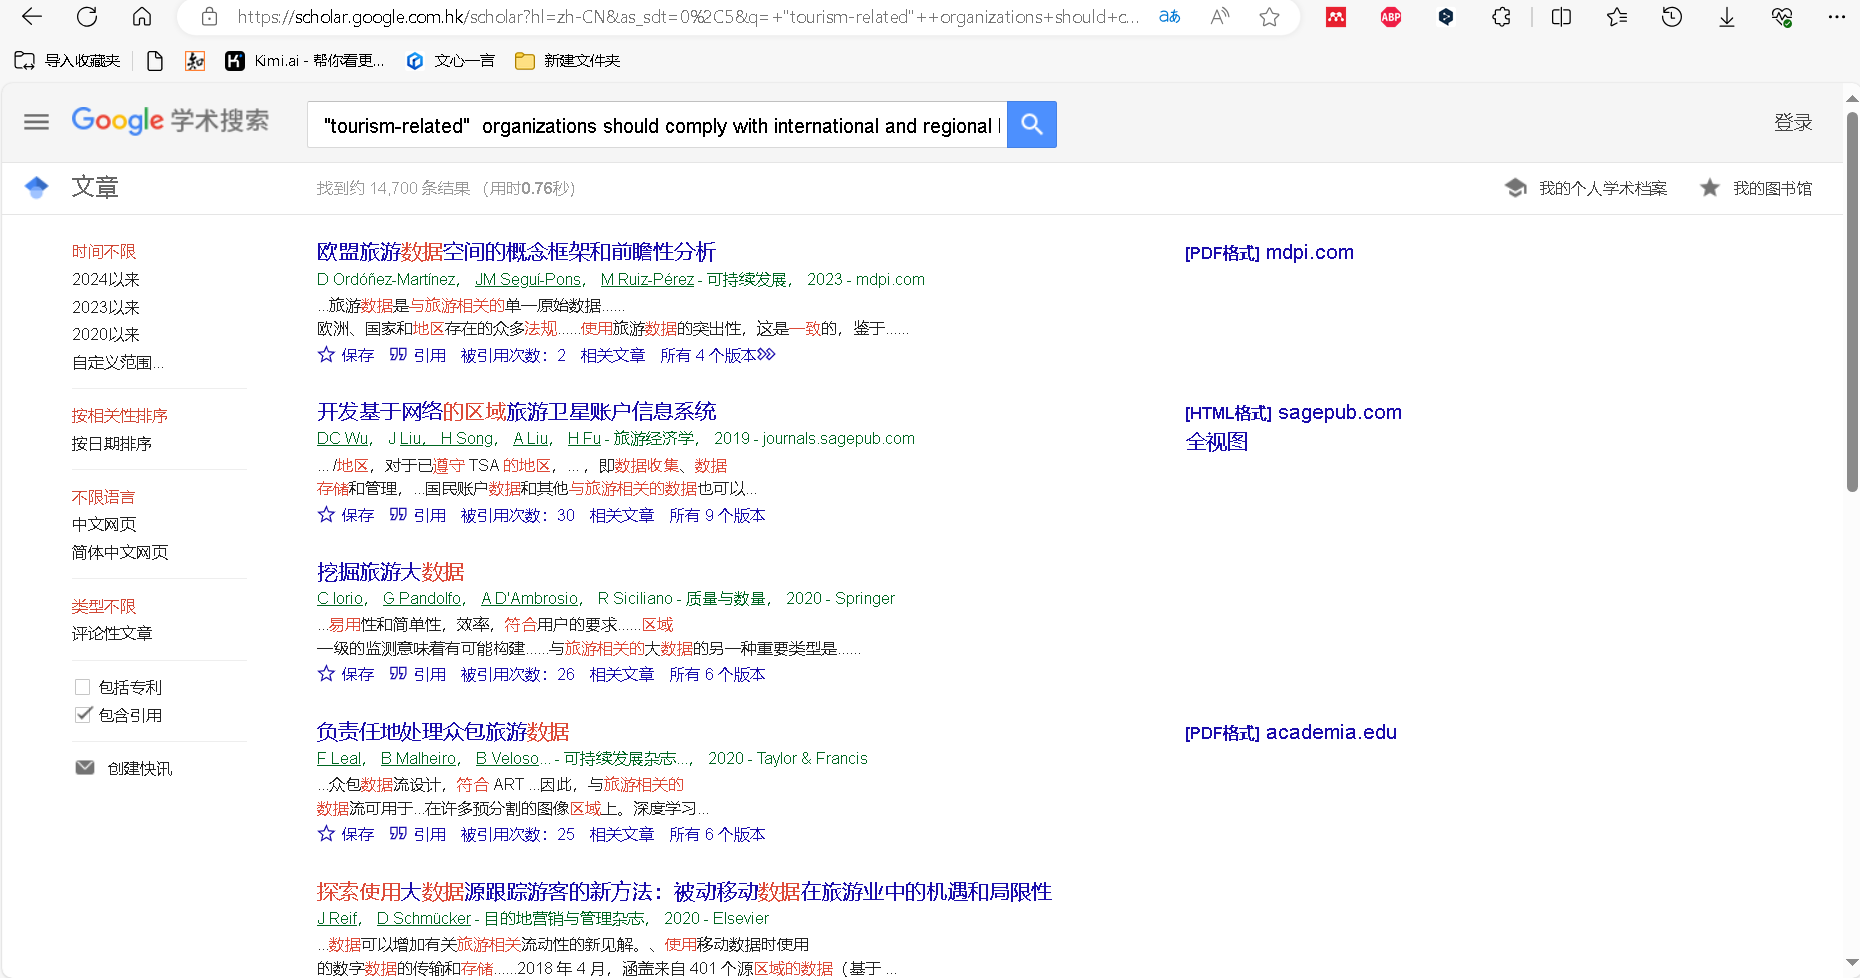 https://scholar.google.com.hk/scholar?hl=zh-CN&as_sdt=0%2C5&q=+"tourism-related"++organizations+should+c...
导入收藏夹
Kimi.ai - 帮你看更...
文心一言
新建文件夹
Google 学术搜索
"tourism-related"  organizations should comply with international and regional
登录
文章
找到约 14,700 条结果 （用时0.76秒）
我的个人学术档案
我的图书馆
时间不限
2024以来
2023以来
2020以来
自定义范围...
按相关性排序
按日期排序
不限语言
中文网页
简体中文网页
类型不限
评论性文章
包括专利
包含引用
创建快讯
欧盟旅游数据空间的概念框架和前瞻性分析
D Ordóñez-Martínez， JM Seguí-Pons， M Ruiz-Pérez - 可持续发展， 2023 - mdpi.com
...旅游数据是与旅游相关的单一原始数据......
欧洲、国家和地区存在的众多法规......使用旅游数据的突出性，这是一致的，鉴于......
保存 引用 被引用次数：2 相关文章 所有 4 个版本
[PDF格式] mdpi.com
开发基于网络的区域旅游卫星账户信息系统
DC Wu， J Liu， H Song， A Liu， H Fu - 旅游经济学， 2019 - journals.sagepub.com
... /地区，对于已遵守 TSA 的地区，... ，即数据收集、数据
存储和管理，...国民账户数据和其他与旅游相关的数据也可以...
保存 引用 被引用次数：30 相关文章 所有 9 个版本
[HTML格式] sagepub.com
全视图
挖掘旅游大数据
C Iorio， G Pandolfo， A D'Ambrosio， R Siciliano - 质量与数量， 2020 - Springer
...易用性和简单性，效率，符合用户的要求......区域
一级的监测意味着有可能构建......与旅游相关的大数据的另一种重要类型是......
保存 引用 被引用次数：26 相关文章 所有 6 个版本
负责任地处理众包旅游数据
F Leal， B Malheiro， B Veloso... - 可持续发展杂志...， 2020 - Taylor & Francis
...众包数据流设计，符合 ART ...因此，与旅游相关的
数据流可用于...在许多预分割的图像区域上。深度学习...
保存 引用 被引用次数：25 相关文章 所有 6 个版本
[PDF格式] academia.edu
探索使用大数据源跟踪游客的新方法：被动移动数据在旅游业中的机遇和局限性
J Reif， D Schmücker - 目的地营销与管理杂志， 2020 - Elsevier
...数据可以增加有关旅游相关流动性的新见解。、使用移动数据时使用
的数字数据的传输和存储......2018 年 4 月，涵盖来自 401 个源区域的数据（基于 ...